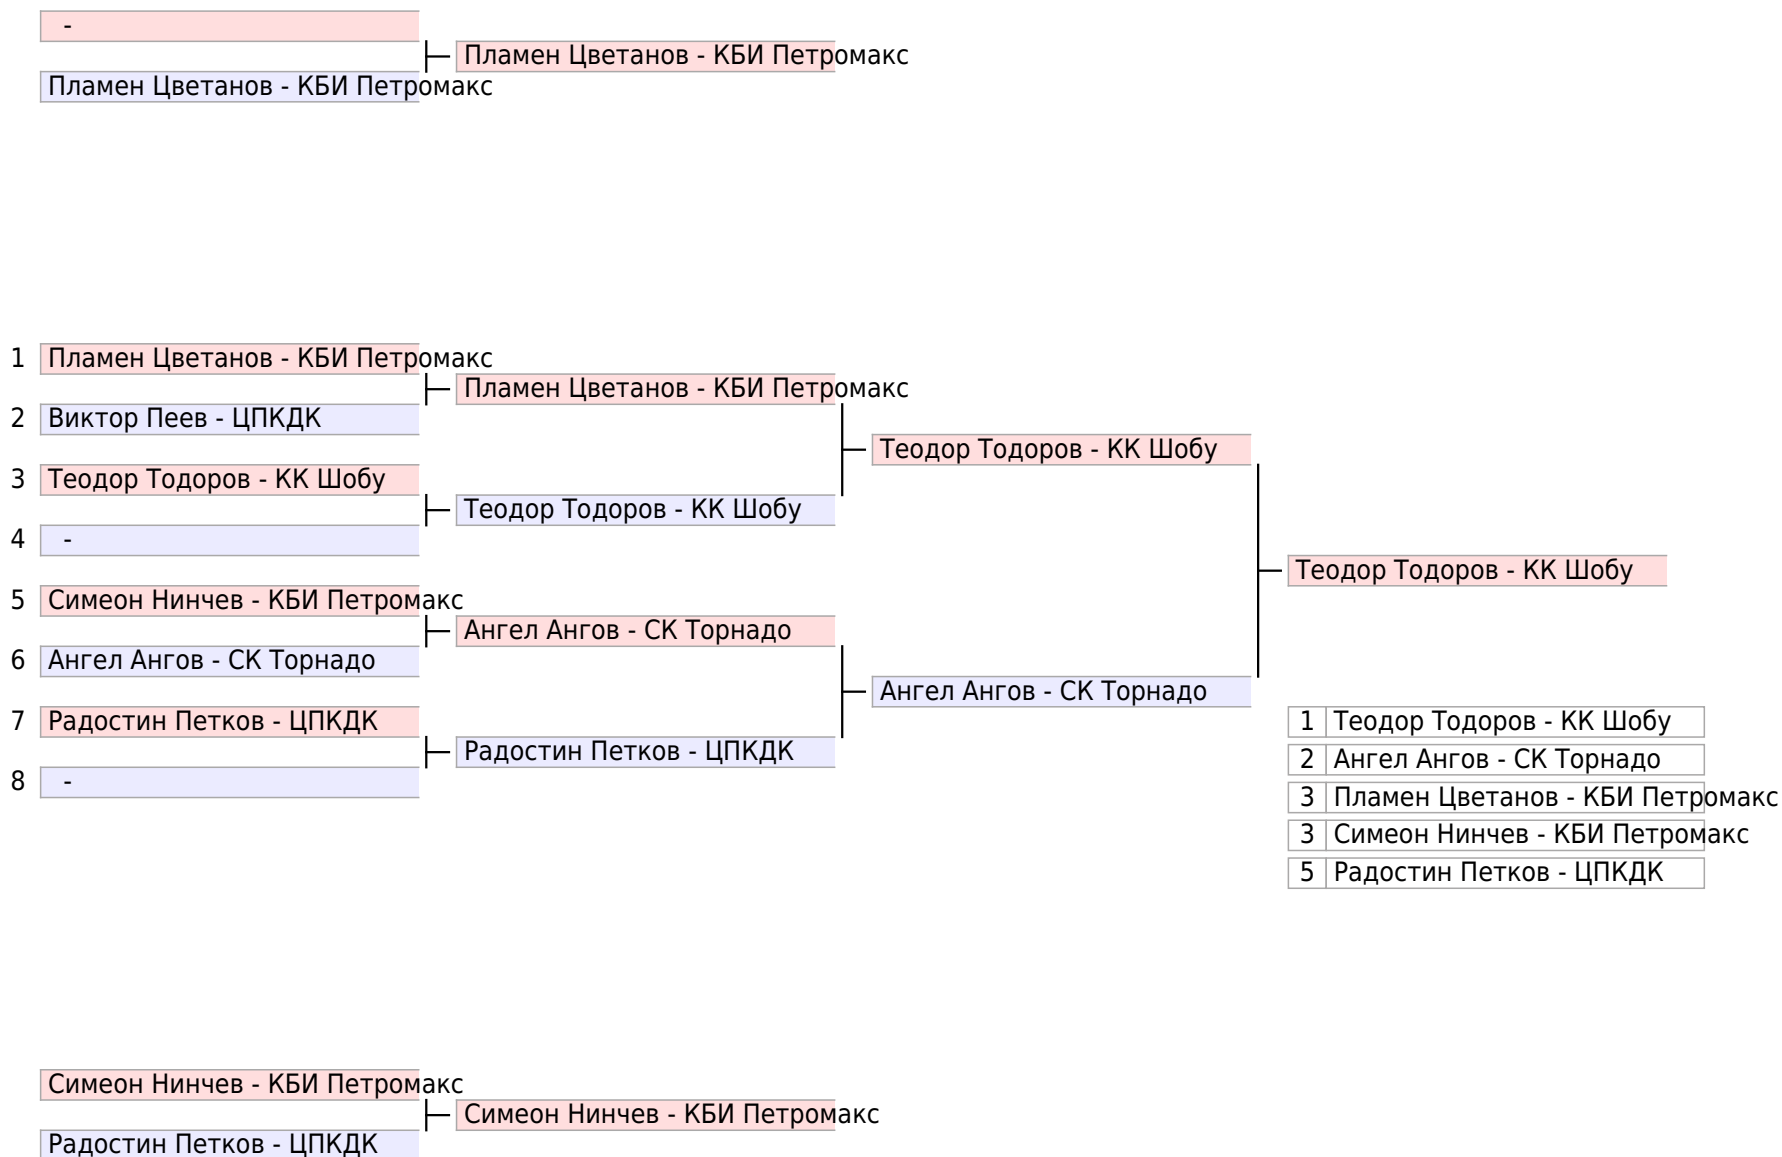 -
Пламен Цветанов - КБИ Петромакс
Пламен Цветанов - КБИ Петромакс
1 Пламен Цветанов - КБИ Петромакс
Пламен Цветанов - КБИ Петромакс
2 Виктор Пеев - ЦПКДК
Теодор Тодоров - КК Шобу
3 Теодор Тодоров - КК Шобу
Теодор Тодоров - КК Шобу
4 -
Теодор Тодоров - КК Шобу
5 Симеон Нинчев - КБИ Петромакс
Ангел Ангов - СК Торнадо
6 Ангел Ангов - СК Торнадо
Ангел Ангов - СК Торнадо
7 Радостин Петков - ЦПКДК
Радостин Петков - ЦПКДК
8 -
1 Теодор Тодоров - КК Шобу
2 Ангел Ангов - СК Торнадо
3 Пламен Цветанов - КБИ Петромакс
3 Симеон Нинчев - КБИ Петромакс
5 Радостин Петков - ЦПКДК
Симеон Нинчев - КБИ Петромакс
Симеон Нинчев - КБИ Петромакс
Радостин Петков - ЦПКДК